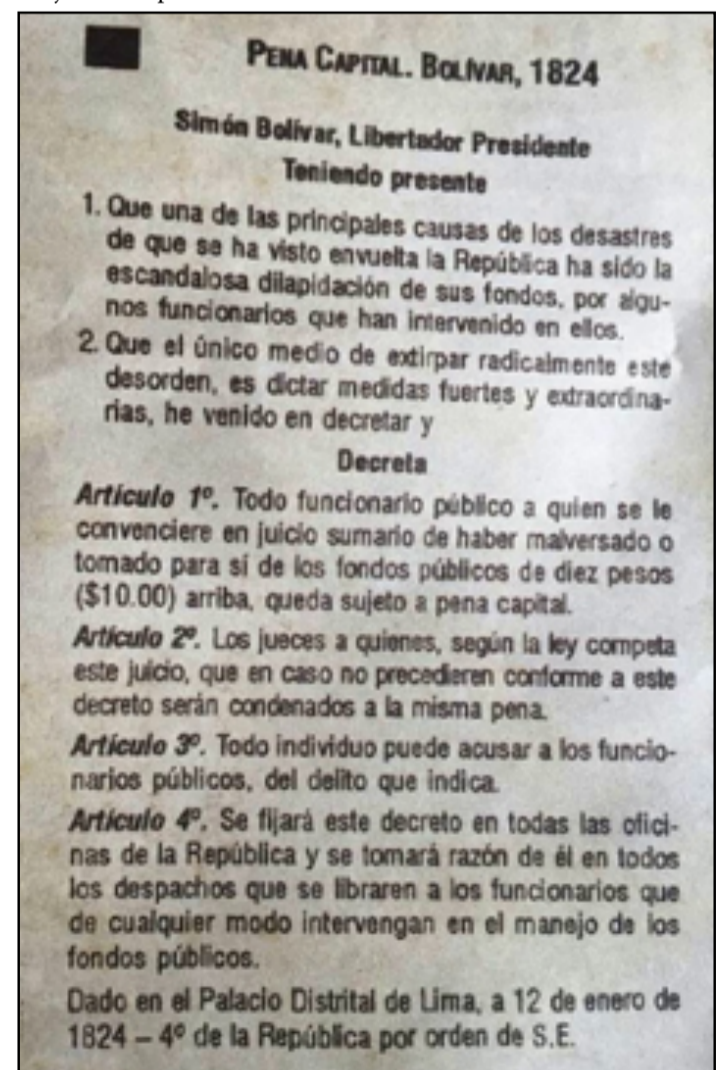 PENA CAPITAL. BOLÍVAR, 1824
Simón Bolívar, Libertador Presidente
Teniendo presente
1. Que una de las principales causas de los desastres
de que se ha visto envuelta la República ha sido la
escandalosa dilapidación de sus fondos, por algu-
nos funcionarios que han intervenido en ellos.
2. Que el único medio de extirpar radicalmente este
desorden, es dictar medidas fuertes y extraordina-
rias, he venido en decretar y
Decreta
Artículo 1º. Todo funcionario público a quien se le
convenciere en juicio sumario de haber malversado o
tomado para sí de los fondos públicos de diez pesos
($10.00) arriba, queda sujeto a pena capital.
Artículo 2º. Los jueces a quienes, según la ley competa
este juicio, que en caso no precedieren conforme a este
decreto serán condenados a la misma pena.
Artículo 3º. Todo individuo puede acusar a los funcio-
narios públicos, del delito que indica.
Artículo 4º. Se fijará este decreto en todas las ofici-
nas de la República y se tomará razón de él en todos
los despachos que se libraren a los funcionarios que
de cualquier modo intervengan en el manejo de los
fondos públicos.
Dado en el Palacio Distrital de Lima, a 12 de enero de
1824 – 4º de la República por orden de S.E.